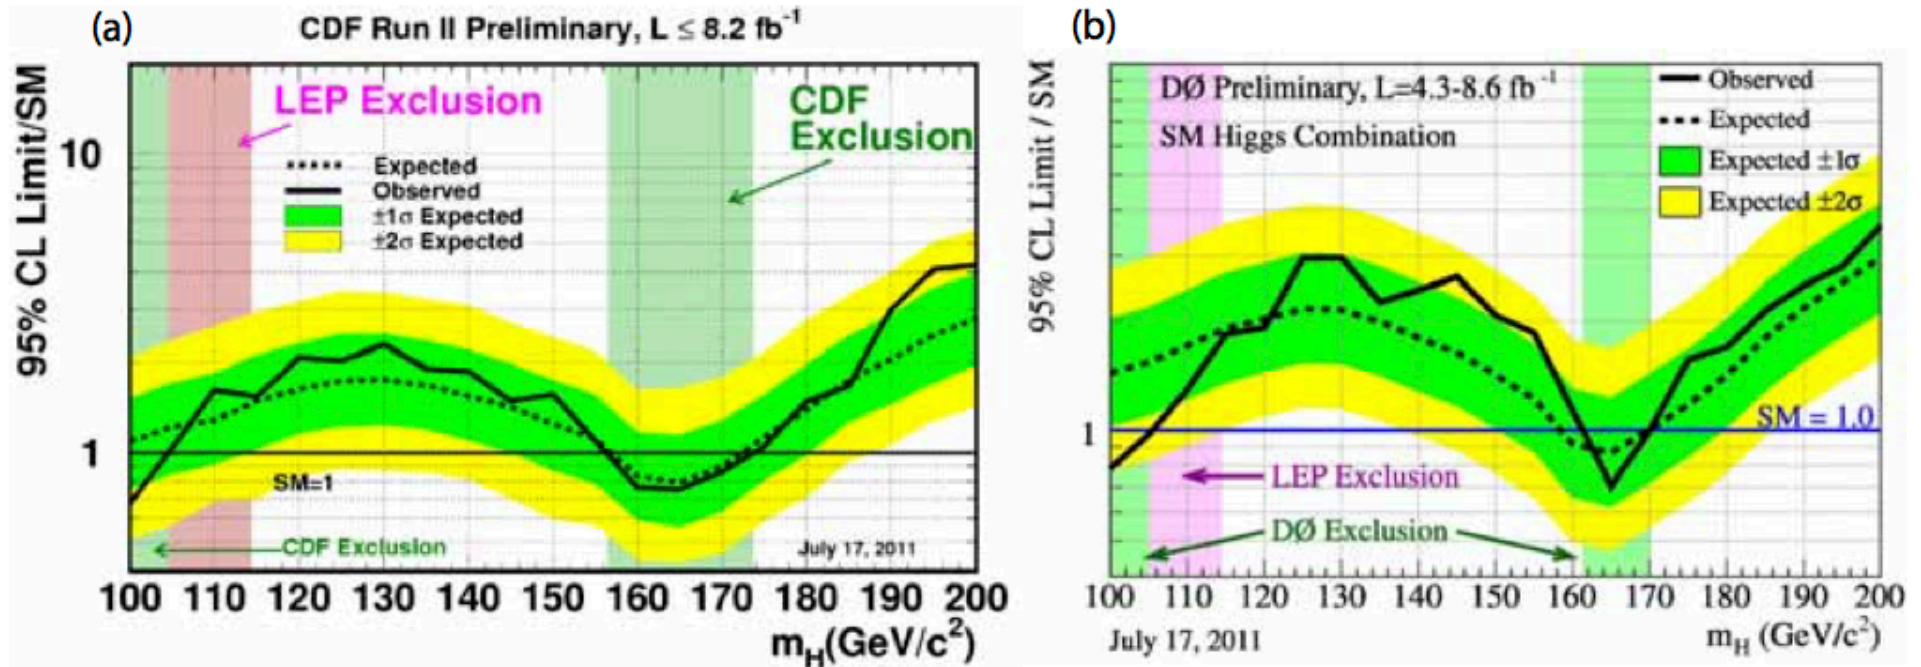 (a)
CDF Run II Preliminary, L ≤ 8.2 fb⁻¹
LEP Exclusion
CDF
Exclusion
Expected
Observed
±1σ Expected
±2σ Expected
10
1
95% CL Limit/SM
SM=1
CDF Exclusion
July 17, 2011
100 110 120 130 140 150 160 170 180 190 200
m_H(GeV/c²)
(b)
DØ Preliminary, L=4.3-8.6 fb⁻¹
SM Higgs Combination
Observed
Expected
Expected ±1σ
Expected ±2σ
95% CL Limit / SM
1
SM = 1.0
LEP Exclusion
DØ Exclusion
100 110 120 130 140 150 160 170 180 190 200
July 17, 2011
m_H (GeV/c²)